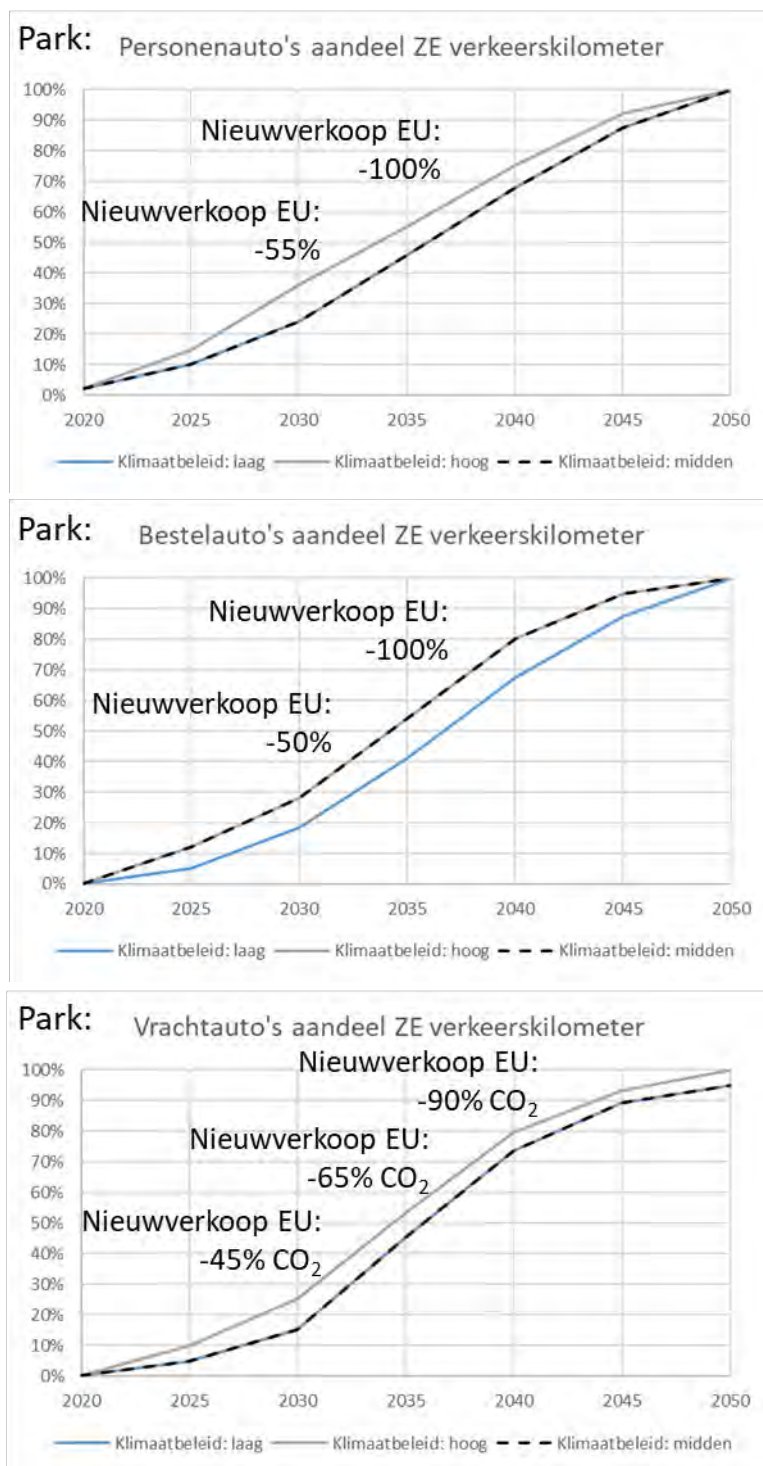 Park: Personenauto's aandeel ZE verkeerskilometer
100%
90%
80%
70%
60%
50%
40%
30%
20%
10%
0%
Nieuwverkoop EU:
-100%
Nieuwverkoop EU:
-55%
2020 2025 2030 2035 2040 2045 2050
Klimaatbeleid: laag Klimaatbeleid: hoog Klimaatbeleid: midden
Park: Bestelauto's aandeel ZE verkeerskilometer
100%
90%
80%
70%
60%
50%
40%
30%
20%
10%
0%
Nieuwverkoop EU:
-100%
Nieuwverkoop EU:
-50%
2020 2025 2030 2035 2040 2045 2050
Klimaatbeleid: laag Klimaatbeleid: hoog Klimaatbeleid: midden
Park: Vrachtauto's aandeel ZE verkeerskilometer
100%
90%
80%
70%
60%
50%
40%
30%
20%
10%
0%
Nieuwverkoop EU:
-90% CO₂
Nieuwverkoop EU:
-65% CO₂
Nieuwverkoop EU:
-45% CO₂
2020 2025 2030 2035 2040 2045 2050
Klimaatbeleid: laag Klimaatbeleid: hoog Klimaatbeleid: midden